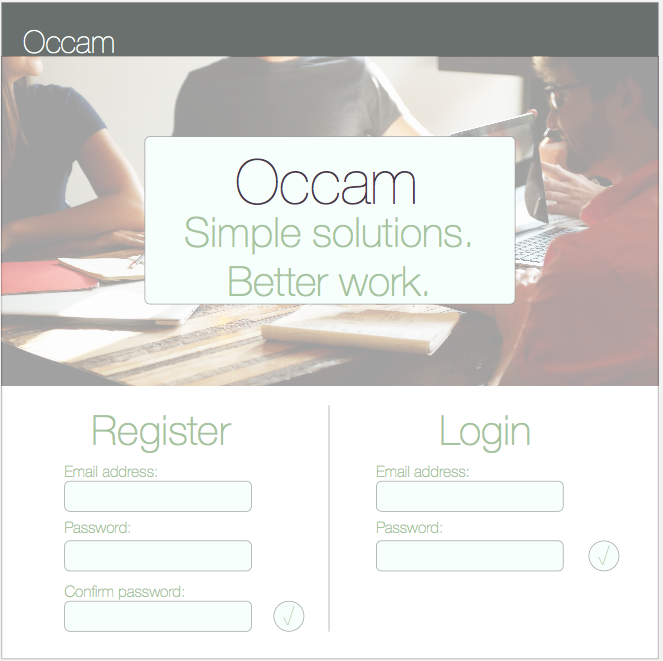 Occam
Occam
Simple solutions.
Better work.
Register
Email address:
Password:
Confirm password:
Login
Email address:
Password: